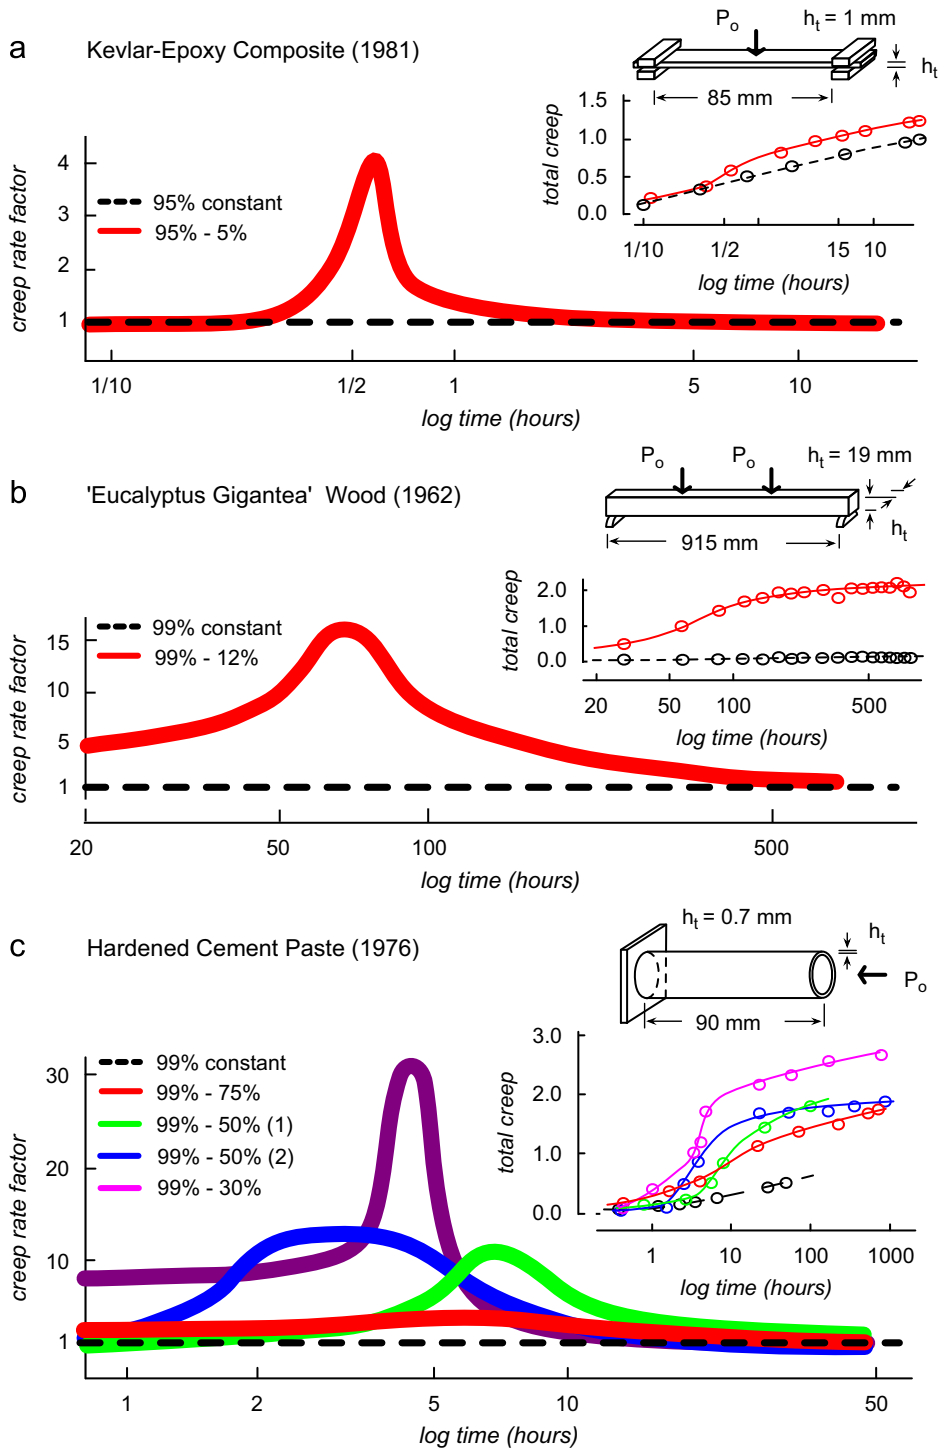 a
Kevlar-Epoxy Composite (1981)
Po
ht = 1 mm
ht
85 mm
total creep
1.5
1.0
0.5
0.0
1/10
1/2
15
10
log time (hours)
creep rate factor
4
3
2
1
95% constant
95% - 5%
1/10
1/2
1
5
10
log time (hours)
b
'Eucalyptus Gigantea' Wood (1962)
Po
Po
ht = 19 mm
ht
915 mm
total creep
2.0
1.0
0.0
20
50
100
500
log time (hours)
creep rate factor
15
10
5
1
99% constant
99% - 12%
20
50
100
500
log time (hours)
c
Hardened Cement Paste (1976)
ht = 0.7 mm
ht
Po
90 mm
total creep
3.0
2.0
1.0
0.0
1
10
100
1000
log time (hours)
creep rate factor
30
20
10
1
99% constant
99% - 75%
99% - 50% (1)
99% - 50% (2)
99% - 30%
1
2
5
10
50
log time (hours)